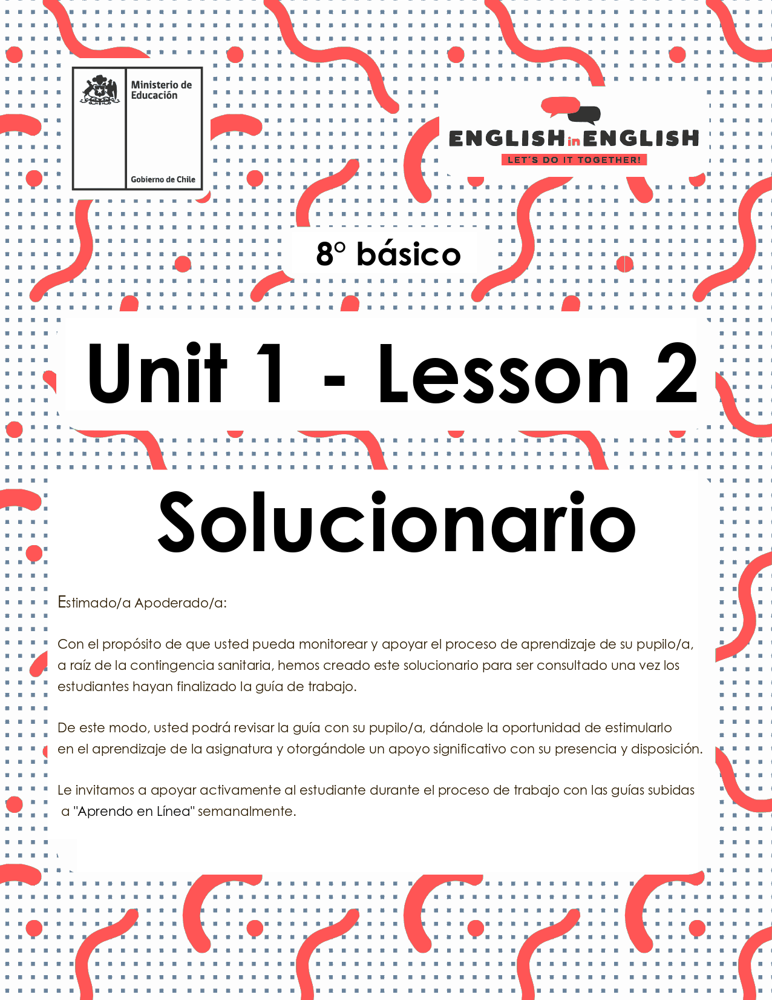 Ministerio de
Educación
Gobierno de Chile
ENGLISH in ENGLISH
LET´S DO IT TOGETHER!
8° básico
Unit 1 - Lesson 2
Solucionario
Estimado/a Apoderado/a:
Con el propósito de que usted pueda monitorear y apoyar el proceso de aprendizaje de su pupilo/a,
a raíz de la contingencia sanitaria, hemos creado este solucionario para ser consultado una vez los
estudiantes hayan finalizado la guía de trabajo.
De este modo, usted podrá revisar la guía con su pupilo/a, dándole la oportunidad de estimularlo
en el aprendizaje de la asignatura y otorgándole un apoyo significativo con su presencia y disposición.
Le invitamos a apoyar activamente al estudiante durante el proceso de trabajo con las guías subidas
a "Aprendo en Línea" semanalmente.